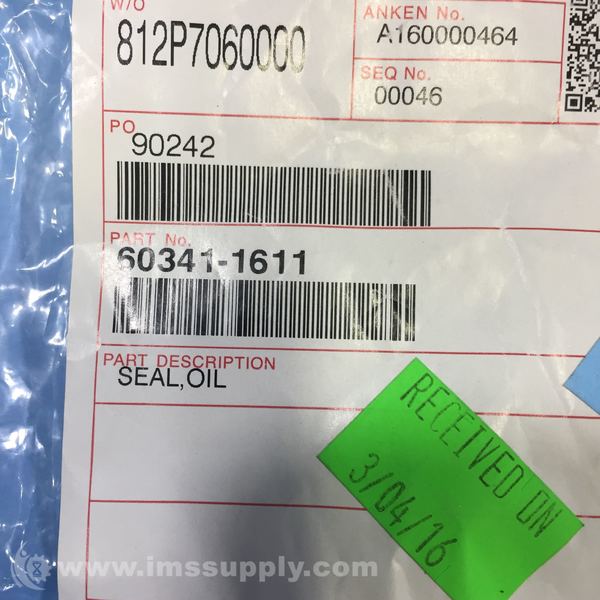 W/O
812P7060000
ANKEN No.
A160000464
SEQ No.
00046
PO
90242
PART No.
60341-1611
PART DESCRIPTION
SEAL,OIL
RECEIVED ON
3/04/16
www.imssupply.com